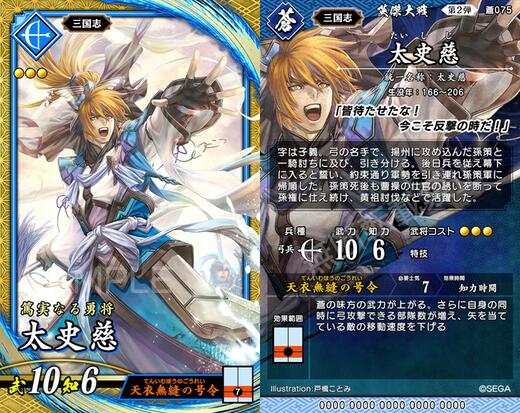 三国志
SAMPLE
篤実なる勇将
太史慈
武10知6
てんいむほうのごうれい
天衣無縫の号令
7
蒼
三国志
英傑大戦
第2弾
蒼075
たいしじ
太史慈
統一名称:太史慈
生没年:166〜206
「皆待たせたな!
今こそ反撃の時だ!」
字は子義。弓の名手で、揚州に攻め込んだ孫策と
一騎討ちに及び、引き分ける。後日兵を従え幕下
に入ると誓い、約束通り軍勢を引き連れ孫策軍に
帰順した。孫策死後も曹操の仕官の誘いを断って
孫権に仕え続け、黄祖討伐などで活躍した。
兵種 武力 知力 武将コスト
弓兵 10 6 特技
てんいむほうのごうれい
天衣無縫の号令
必要士気
7
効果時間
知力時間
効果範囲
蒼の味方の武力が上がる。さらに自身の同
時に弓攻撃できる部隊数が増え、矢を当
ている敵の移動速度を下げる
Illustration:戸橋ことみ
©SEGA
0000 0000 0000 0000 0000